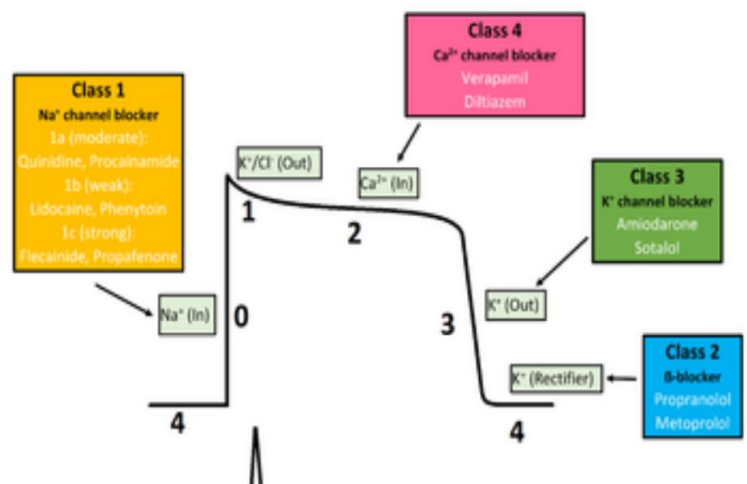 Class 4
Ca²⁺ channel blocker
Verapamil
Diltiazem
Class 1
Na⁺ channel blocker
1a (moderate):
Quinidine, Procainamide
1b (weak):
Lidocaine, Phenytoin
1c (strong):
Flecainide, Propafenone
K⁺/Cl⁻ (Out)
Ca²⁺ (In)
Class 3
K⁺ channel blocker
Amiodarone
Sotalol
1
2
Na⁺ (In)
0
3
K⁺ (Out)
K⁺ (Rectifier)
Class 2
ß-blocker
Propranolol
Metoprolol
4
4